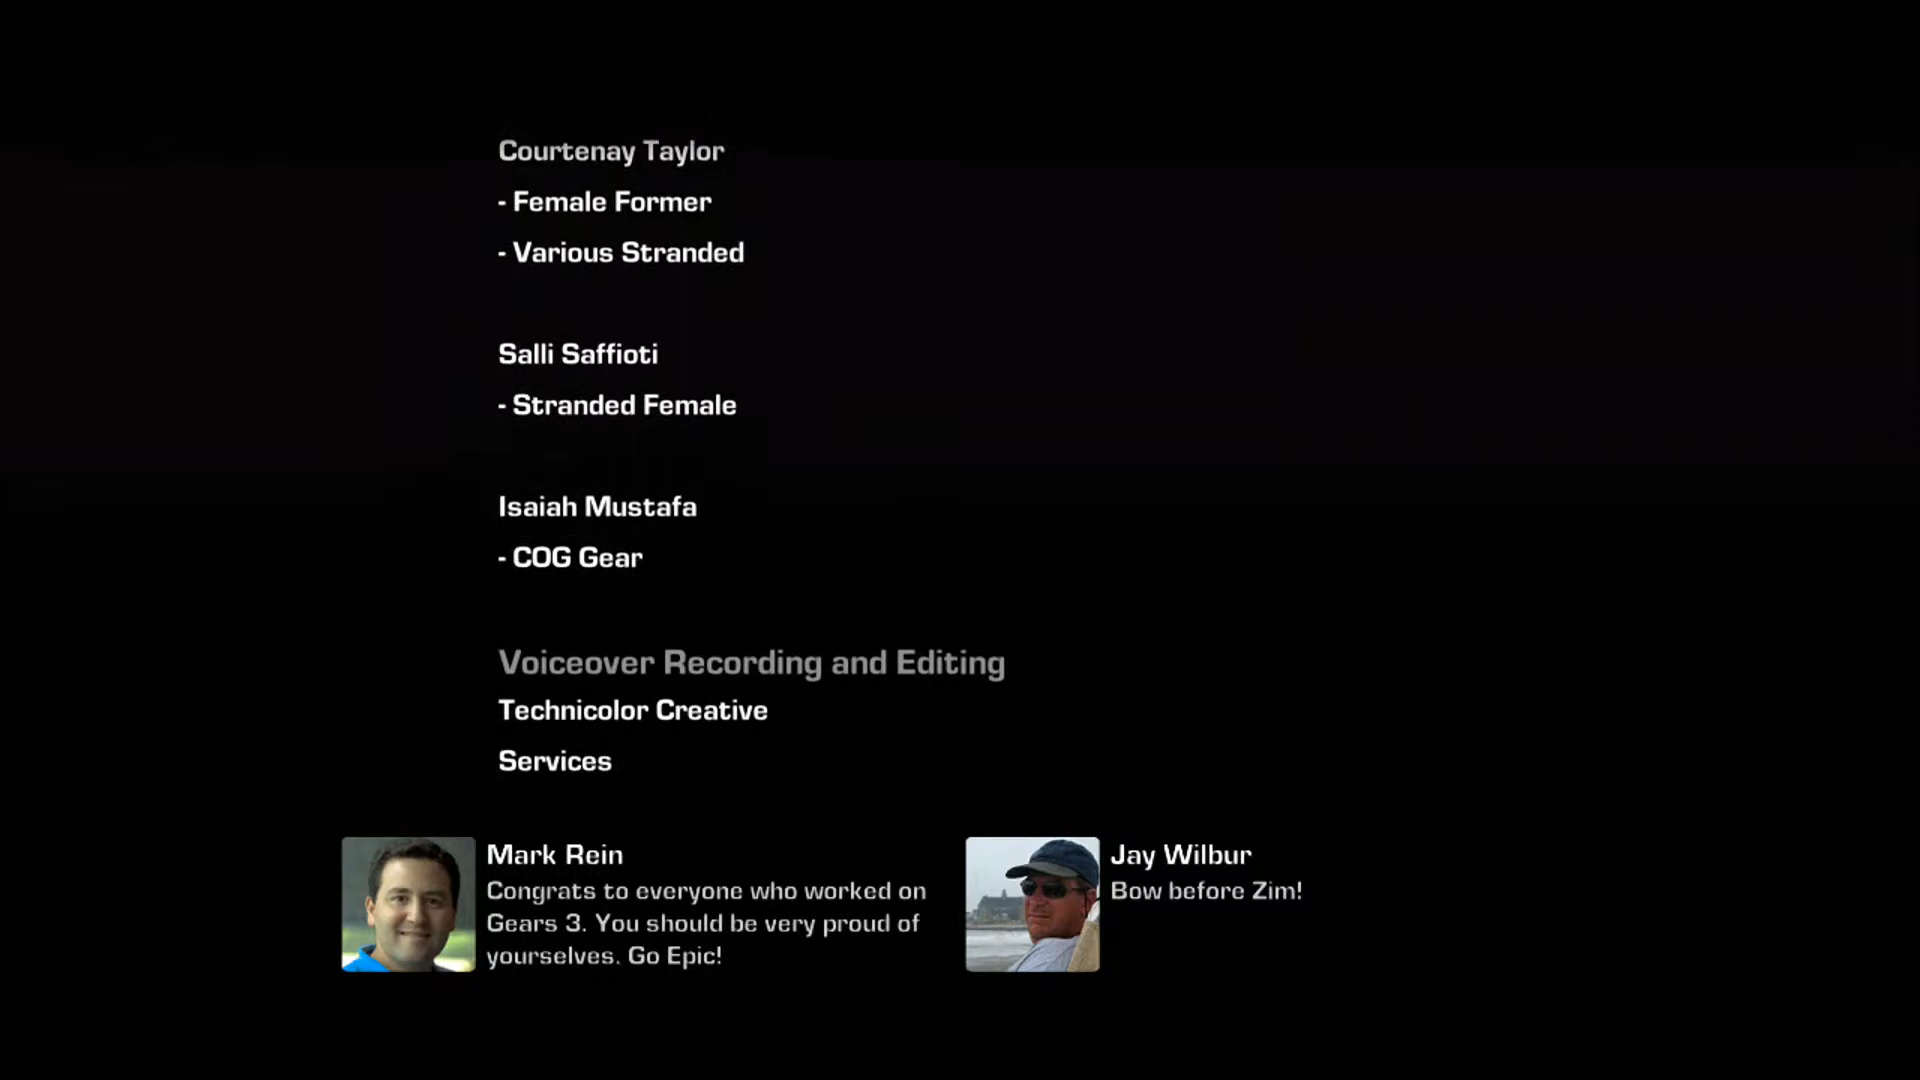 Courtenay Taylor
- Female Former
- Various Stranded
Salli Saffioti
- Stranded Female
Isaiah Mustafa
- COG Gear
Voiceover Recording and Editing
Technicolor Creative
Services
Mark Rein
Congrats to everyone who worked on
Gears 3. You should be very proud of
yourselves. Go Epic!
Jay Wilbur
Bow before Zim!